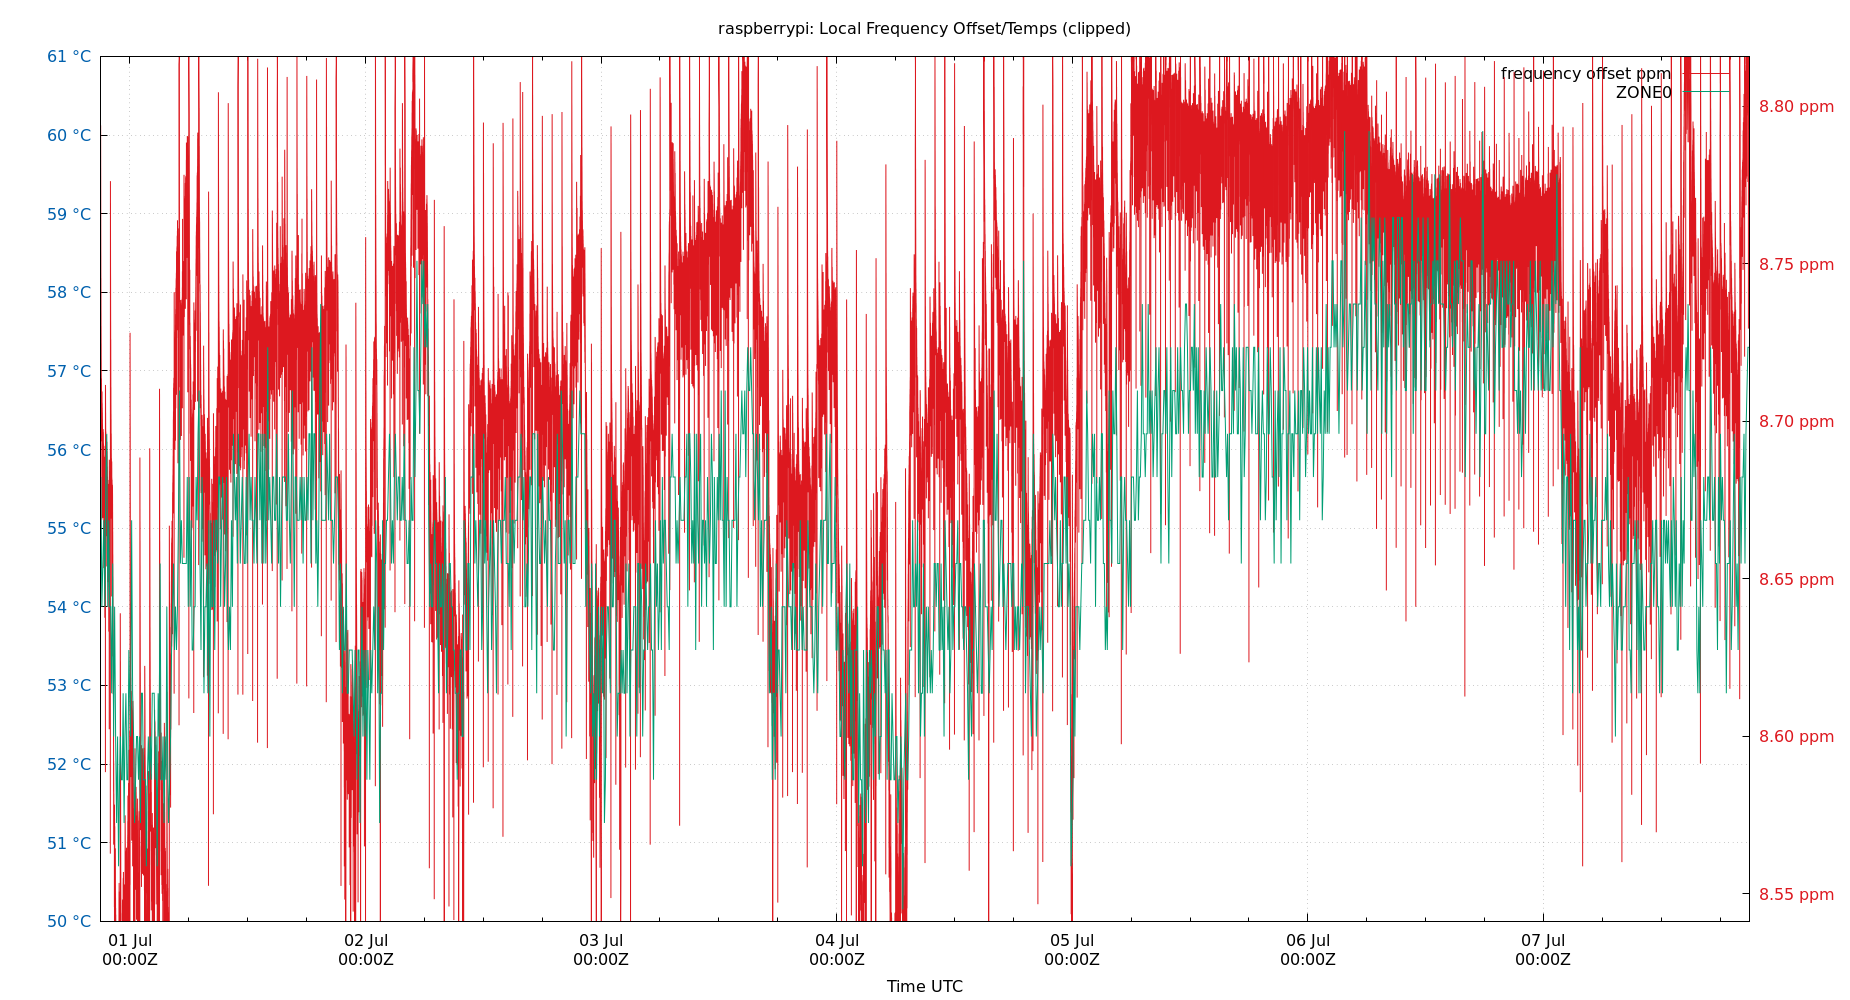 raspberrypi: Local Frequency Offset/Temps (clipped)
61 °C
60 °C
59 °C
58 °C
57 °C
56 °C
55 °C
54 °C
53 °C
52 °C
51 °C
50 °C
frequency offset ppm
ZONE0
8.80 ppm
8.75 ppm
8.70 ppm
8.65 ppm
8.60 ppm
8.55 ppm
01 Jul
00:00Z
02 Jul
00:00Z
03 Jul
00:00Z
04 Jul
00:00Z
05 Jul
00:00Z
06 Jul
00:00Z
07 Jul
00:00Z
Time UTC